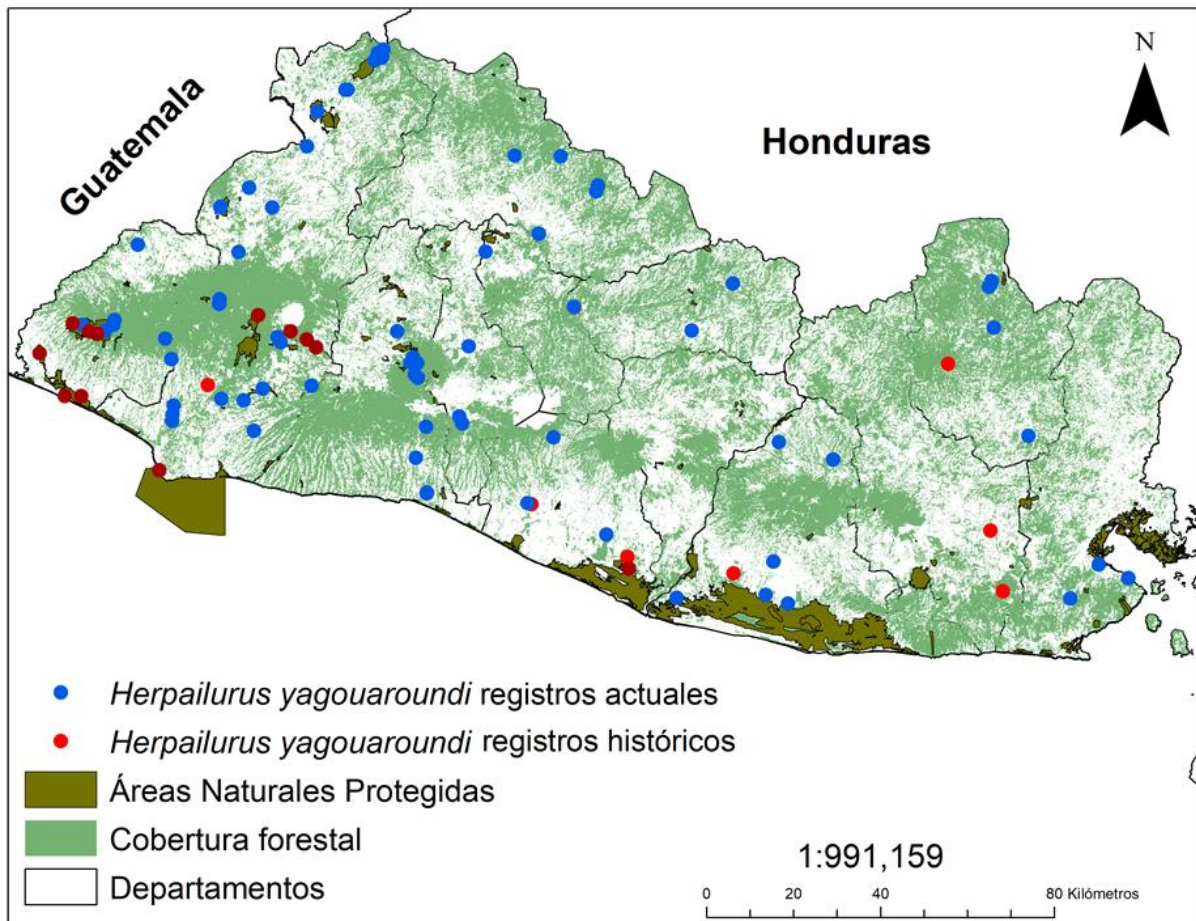 N
Guatemala
Honduras
Herpailurus yagouaroundi registros actuales
Herpailurus yagouaroundi registros históricos
Áreas Naturales Protegidas
Cobertura forestal
Departamentos
1:991,159
0 20 40 80 Kilómetros